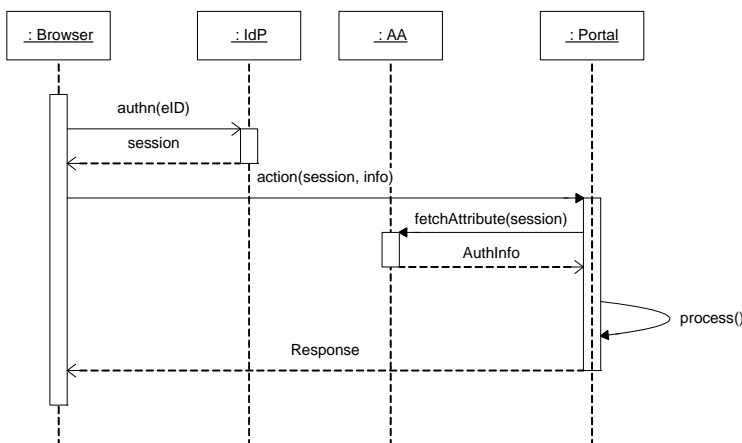 : Browser
: IdP
: AA
: Portal
authn(eID)
session
action(session, info)
fetchAttribute(session)
AuthInfo
process()
Response